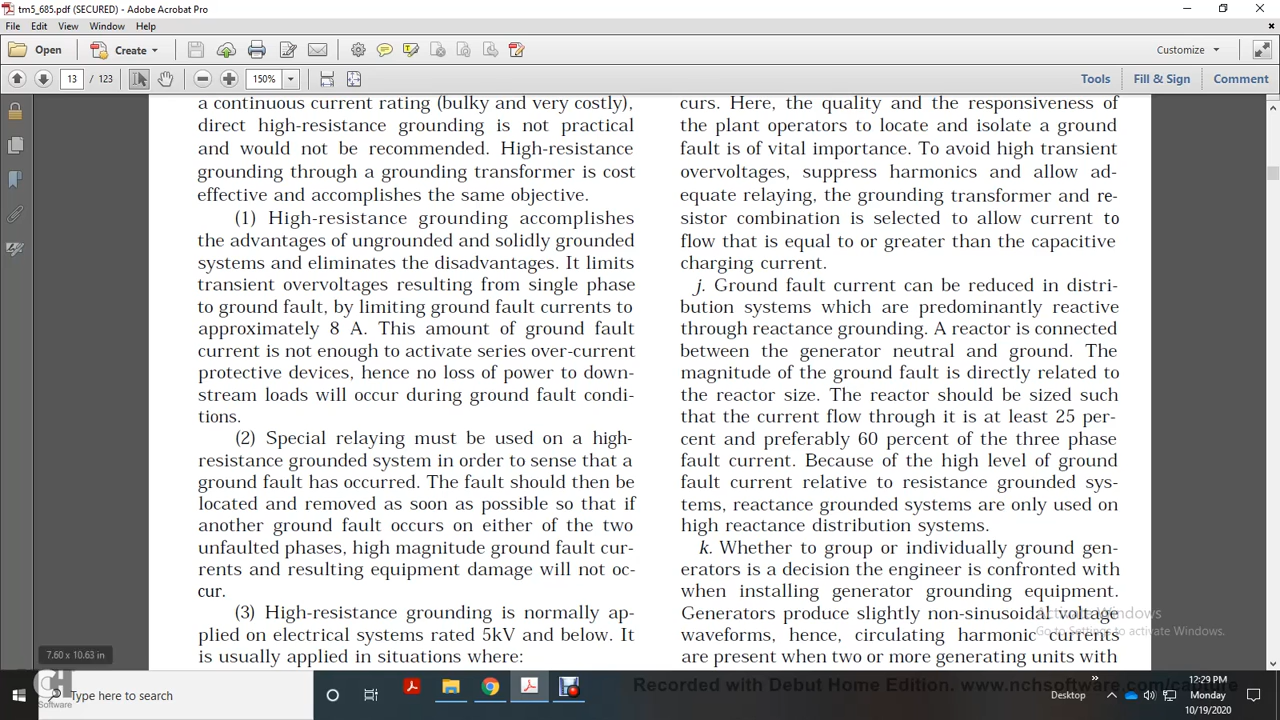 tm5_685.pdf (SECURED) - Adobe Acrobat Pro
File Edit View Window Help
Open Create Customize
13 / 123 150% Tools Fill & Sign Comment
a continuous current rating (bulky and very costly),
direct high-resistance grounding is not practical
and would not be recommended. High-resistance
grounding through a grounding transformer is cost
effective and accomplishes the same objective.
(1) High-resistance grounding accomplishes
the advantages of ungrounded and solidly grounded
systems and eliminates the disadvantages. It limits
transient overvoltages resulting from single phase
to ground fault, by limiting ground fault currents to
approximately 8 A. This amount of ground fault
current is not enough to activate series over-current
protective devices, hence no loss of power to down-
stream loads will occur during ground fault condi-
tions.
(2) Special relaying must be used on a high-
resistance grounded system in order to sense that a
ground fault has occurred. The fault should then be
located and removed as soon as possible so that if
another ground fault occurs on either of the two
unfaulted phases, high magnitude ground fault cur-
rents and resulting equipment damage will not oc-
cur.
(3) High-resistance grounding is normally ap-
plied on electrical systems rated 5kV and below. It
is usually applied in situations where:
curs. Here, the quality and the responsiveness of
the plant operators to locate and isolate a ground
fault is of vital importance. To avoid high transient
overvoltages, suppress harmonics and allow ad-
equate relaying, the grounding transformer and re-
sistor combination is selected to allow current to
flow that is equal to or greater than the capacitive
charging current.
j. Ground fault current can be reduced in distri-
bution systems which are predominantly reactive
through reactance grounding. A reactor is connected
between the generator neutral and ground. The
magnitude of the ground fault is directly related to
the reactor size. The reactor should be sized such
that the current flow through it is at least 25 per-
cent and preferably 60 percent of the three phase
fault current. Because of the high level of ground
fault current relative to resistance grounded sys-
tems, reactance grounded systems are only used on
high reactance distribution systems.
k. Whether to group or individually ground gen-
erators is a decision the engineer is confronted with
when installing generator grounding equipment.
Generators produce slightly non-sinusoidal voltage
waveforms, hence, circulating harmonic currents
are present when two or more generating units with
Activate Windows
Go to Settings to activate Windows.
7.60 x 10.63 in
CH
Software
Type here to search
Recorded with Debut Home Edition. www.nchsoftware.com/capture
Desktop
12:29 PM
Monday
10/19/2020